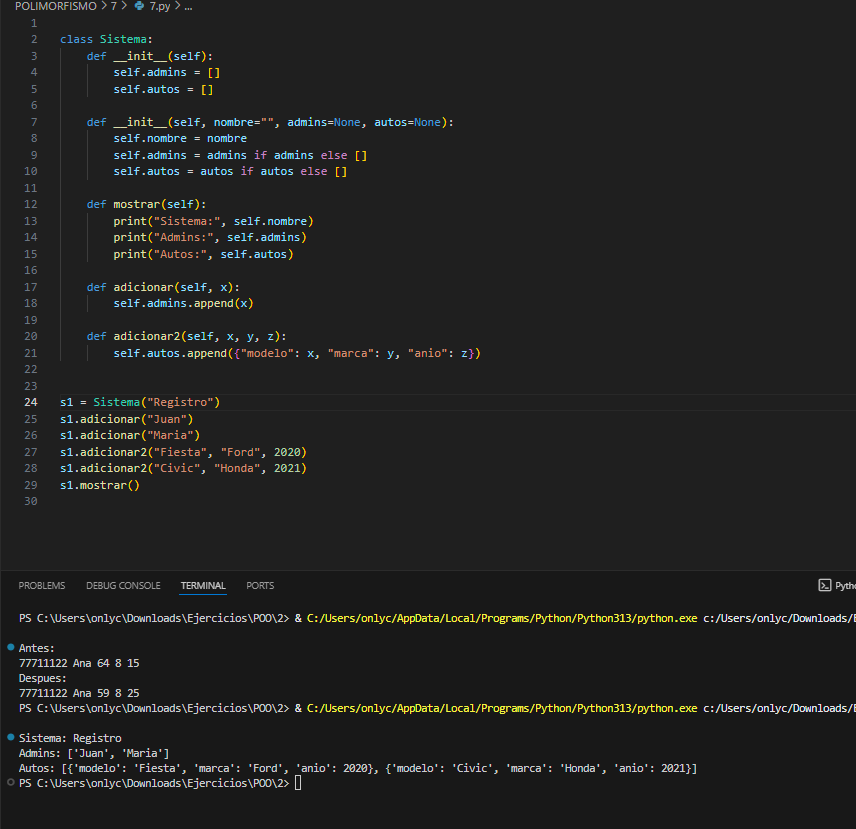 POLIMORFISMO > 7 > 7.py > ...
1
2 class Sistema:
3 def __init__(self):
4 self.admins = []
5 self.autos = []
6
7 def __init__(self, nombre="", admins=None, autos=None):
8 self.nombre = nombre
9 self.admins = admins if admins else []
10 self.autos = autos if autos else []
11
12 def mostrar(self):
13 print("Sistema:", self.nombre)
14 print("Admins:", self.admins)
15 print("Autos:", self.autos)
16
17 def adicionar(self, x):
18 self.admins.append(x)
19
20 def adicionar2(self, x, y, z):
21 self.autos.append({"modelo": x, "marca": y, "anio": z})
22
23
24 s1 = Sistema("Registro")
25 s1.adicionar("Juan")
26 s1.adicionar("Maria")
27 s1.adicionar2("Fiesta", "Ford", 2020)
28 s1.adicionar2("Civic", "Honda", 2021)
29 s1.mostrar()
30
PROBLEMS DEBUG CONSOLE TERMINAL PORTS Pytho
PS C:\Users\onlyc\Downloads\Ejercicios\POO\2> & C:/Users/onlyc/AppData/Local/Programs/Python/Python313/python.exe c:/Users/onlyc/Downloads/E
Antes:
77711122 Ana 64 8 15
Despues:
77711122 Ana 59 8 25
PS C:\Users\onlyc\Downloads\Ejercicios\POO\2> & C:/Users/onlyc/AppData/Local/Programs/Python/Python313/python.exe c:/Users/onlyc/Downloads/E
Sistema: Registro
Admins: ['Juan', 'Maria']
Autos: [{'modelo': 'Fiesta', 'marca': 'Ford', 'anio': 2020}, {'modelo': 'Civic', 'marca': 'Honda', 'anio': 2021}]
PS C:\Users\onlyc\Downloads\Ejercicios\POO\2>